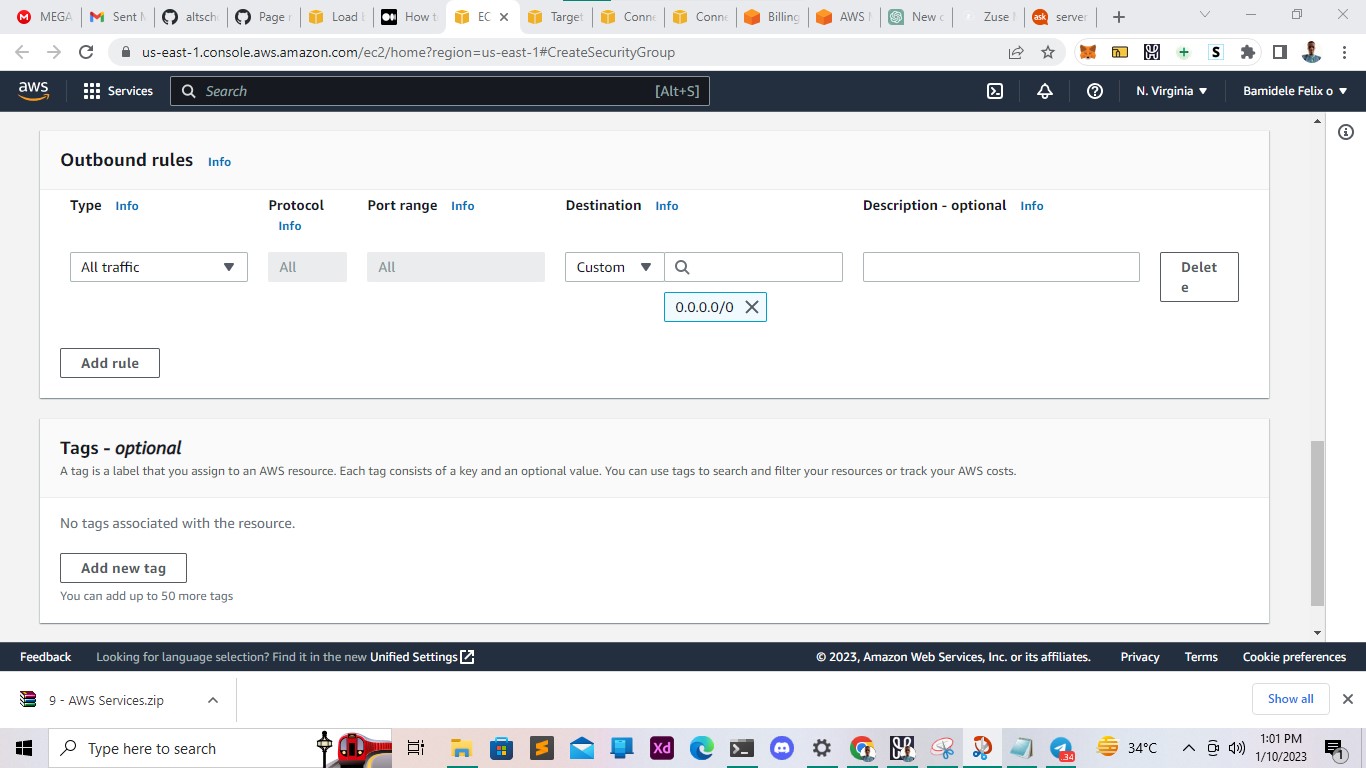 MEGA
Sent M
altsch
Page n
Load B
How t
EC
Target
Conne
Conne
Billing
AWS M
New c
Zuse
ask
server
us-east-1.console.aws.amazon.com/ec2/home?region=us-east-1#CreateSecurityGroup
aws
Services
Search
[Alt+S]
N. Virginia
Bamidele Felix o
Outbound rules Info
Type Info
Protocol
Info
Port range Info
Destination Info
Description - optional Info
All traffic
All
All
Custom
Delet
e
0.0.0.0/0
Add rule
Tags - optional
A tag is a label that you assign to an AWS resource. Each tag consists of a key and an optional value. You can use tags to search and filter your resources or track your AWS costs.
No tags associated with the resource.
Add new tag
You can add up to 50 more tags
Feedback
Looking for language selection? Find it in the new Unified Settings
© 2023, Amazon Web Services, Inc. or its affiliates.
Privacy
Terms
Cookie preferences
9 - AWS Services.zip
Show all
Type here to search
Xd
34
34°C
1:01 PM
1/10/2023
1